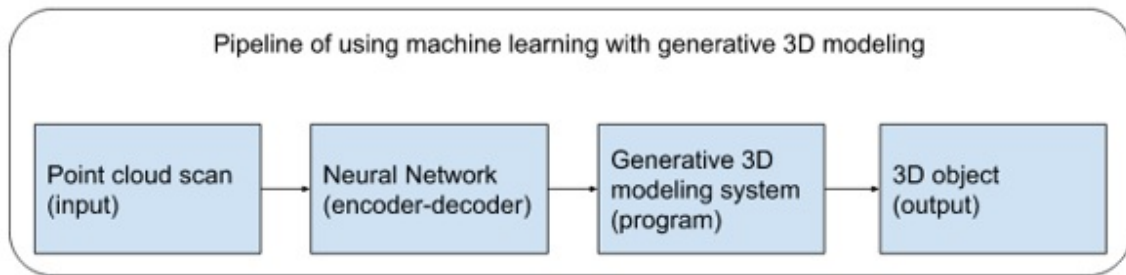 Pipeline of using machine learning with generative 3D modeling
Point cloud scan
(input)
Neural Network
(encoder-decoder)
Generative 3D
modeling system
(program)
3D object
(output)